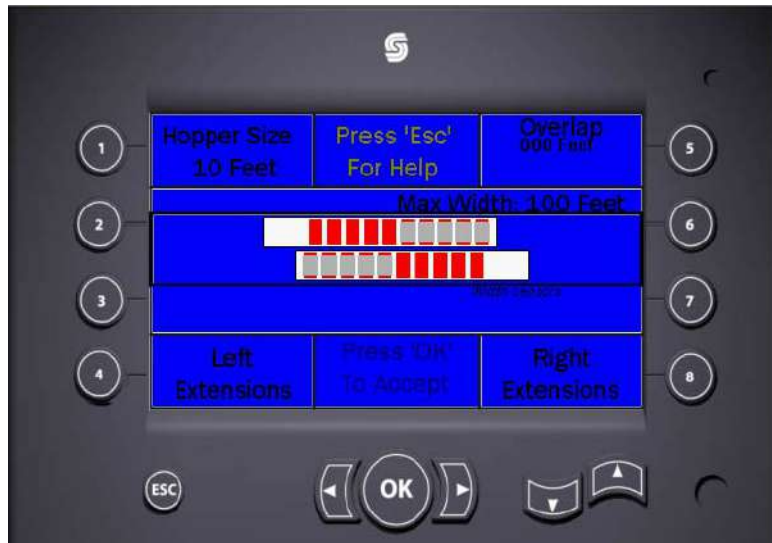 Hopper Size
10 Feet
Press 'Esc'
For Help
Overlap
000 Feet
Max Width: 100 Feet
Left
Extensions
Press 'OK'
To Accept
Right
Extensions
1
2
3
4
5
6
7
8
ESC
OK